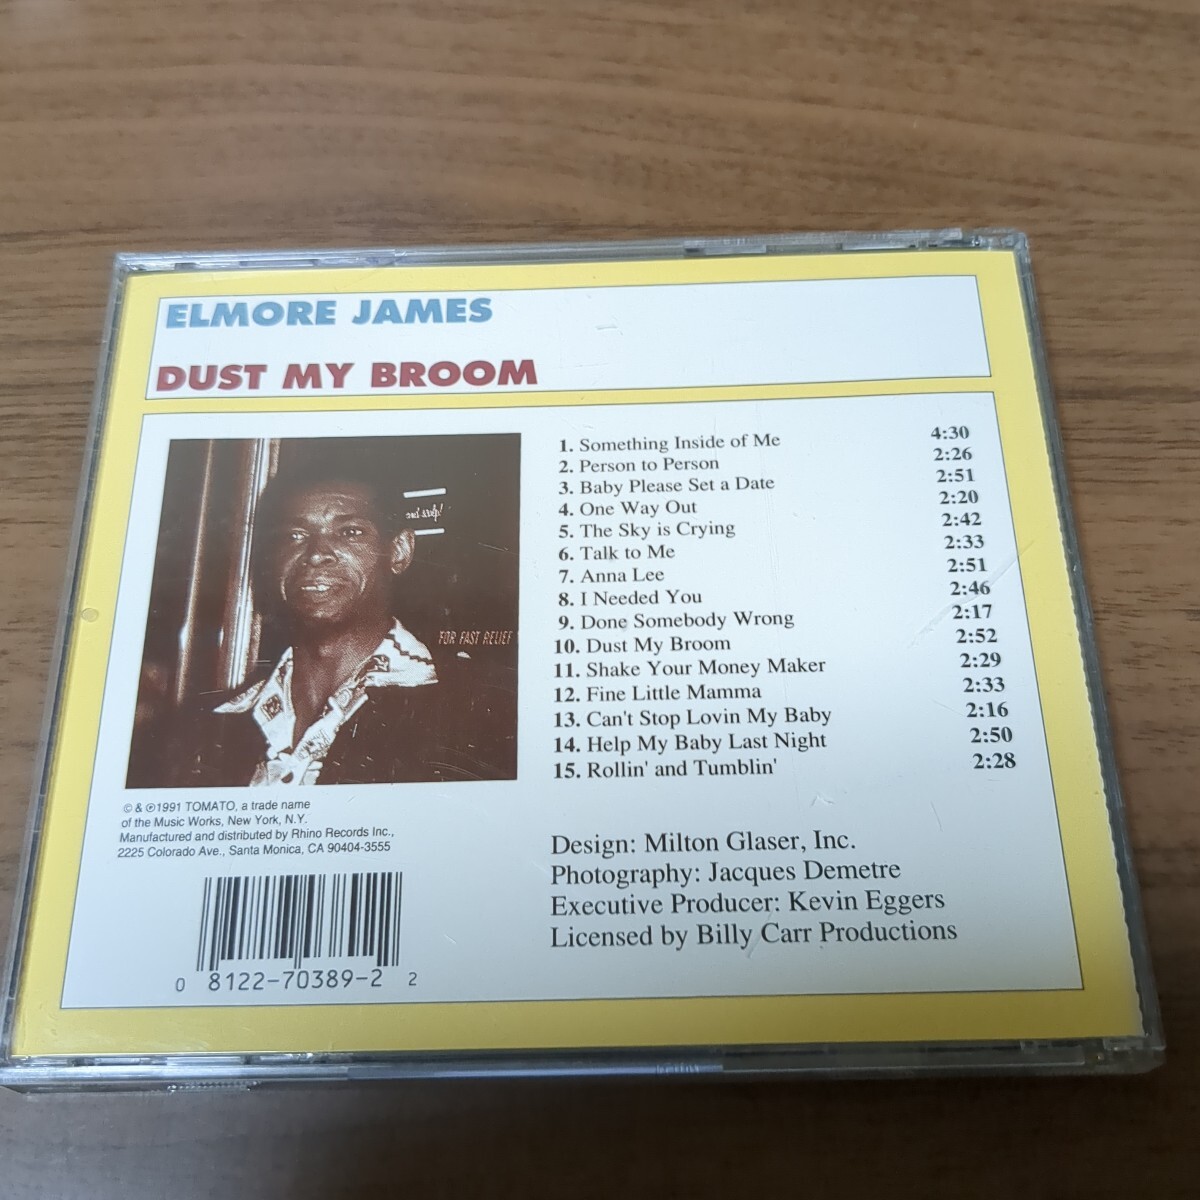 ELMORE JAMES
DUST MY BROOM
FOR FAST RELIEF
1. Something Inside of Me 4:30
2. Person to Person 2:26
3. Baby Please Set a Date 2:51
4. One Way Out 2:20
5. The Sky is Crying 2:42
6. Talk to Me 2:33
7. Anna Lee 2:51
8. I Needed You 2:46
9. Done Somebody Wrong 2:17
10. Dust My Broom 2:52
11. Shake Your Money Maker 2:29
12. Fine Little Mamma 2:33
13. Can't Stop Lovin My Baby 2:16
14. Help My Baby Last Night 2:50
15. Rollin' and Tumblin' 2:28
© & ℗1991 TOMATO, a trade name
of the Music Works, New York, N.Y.
Manufactured and distributed by Rhino Records Inc.,
2225 Colorado Ave., Santa Monica, CA 90404-3555
0 8122-70389-2 2
Design: Milton Glaser, Inc.
Photography: Jacques Demetre
Executive Producer: Kevin Eggers
Licensed by Billy Carr Productions